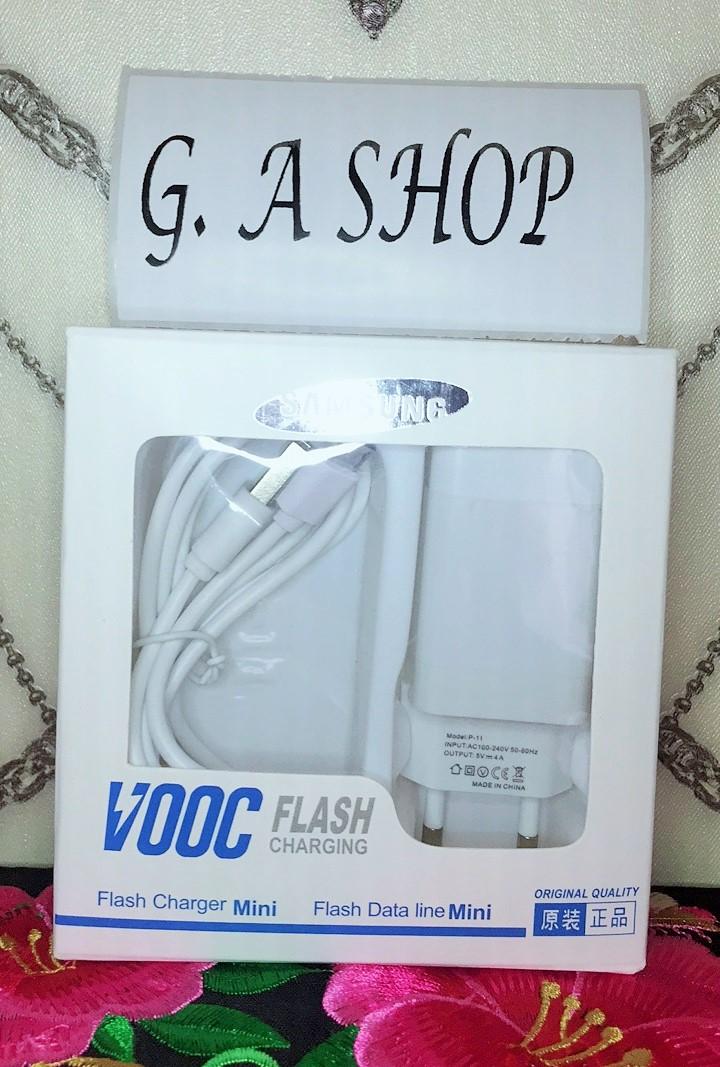 G. A SHOP
SAMSUNG
Model:P-11
INPUT:AC100-240V 50-60Hz
OUTPUT: 5V⎓4A
MADE IN CHINA
VOOC FLASH
CHARGING
Flash Charger Mini Flash Data line Mini
ORIGINAL QUALITY
原装正品